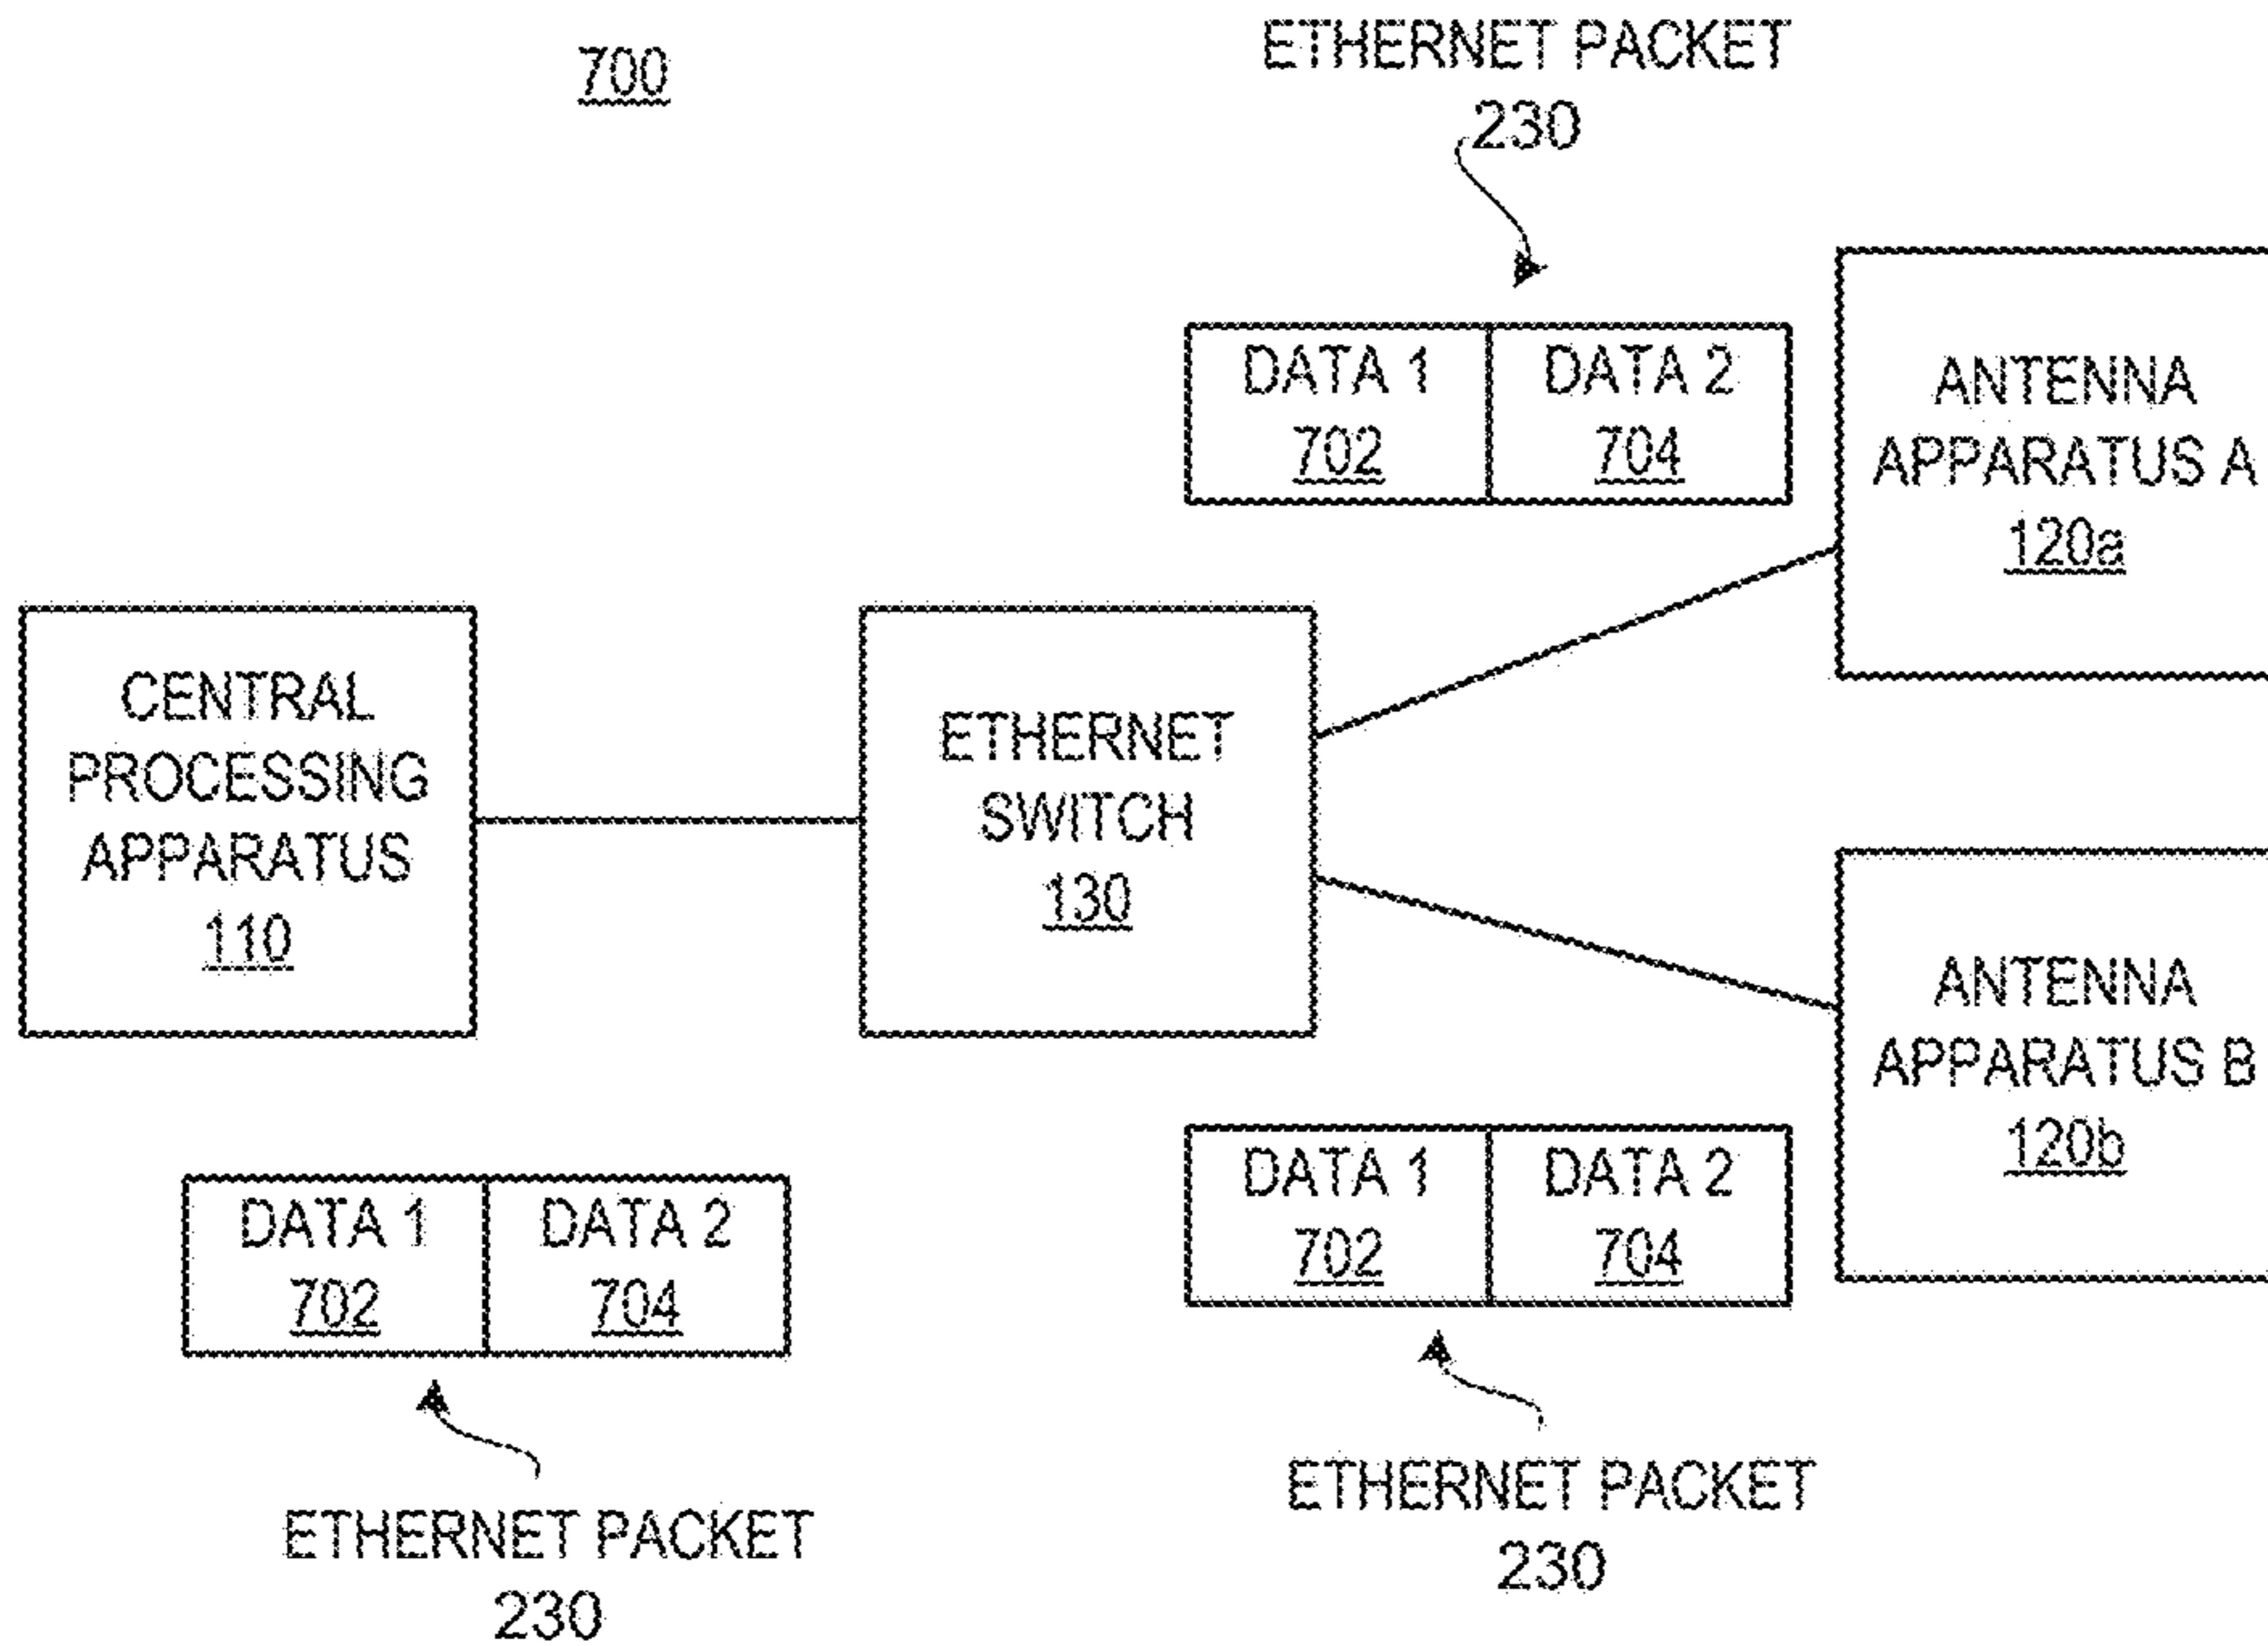 700
ETHERNET PACKET
230
DATA 1
702
DATA 2
704
ANTENNA
APPARATUS A
120a
CENTRAL
PROCESSING
APPARATUS
110
ETHERNET
SWITCH
130
ANTENNA
APPARATUS B
120b
DATA 1
702
DATA 2
704
ETHERNET PACKET
230
DATA 1
702
DATA 2
704
ETHERNET PACKET
230